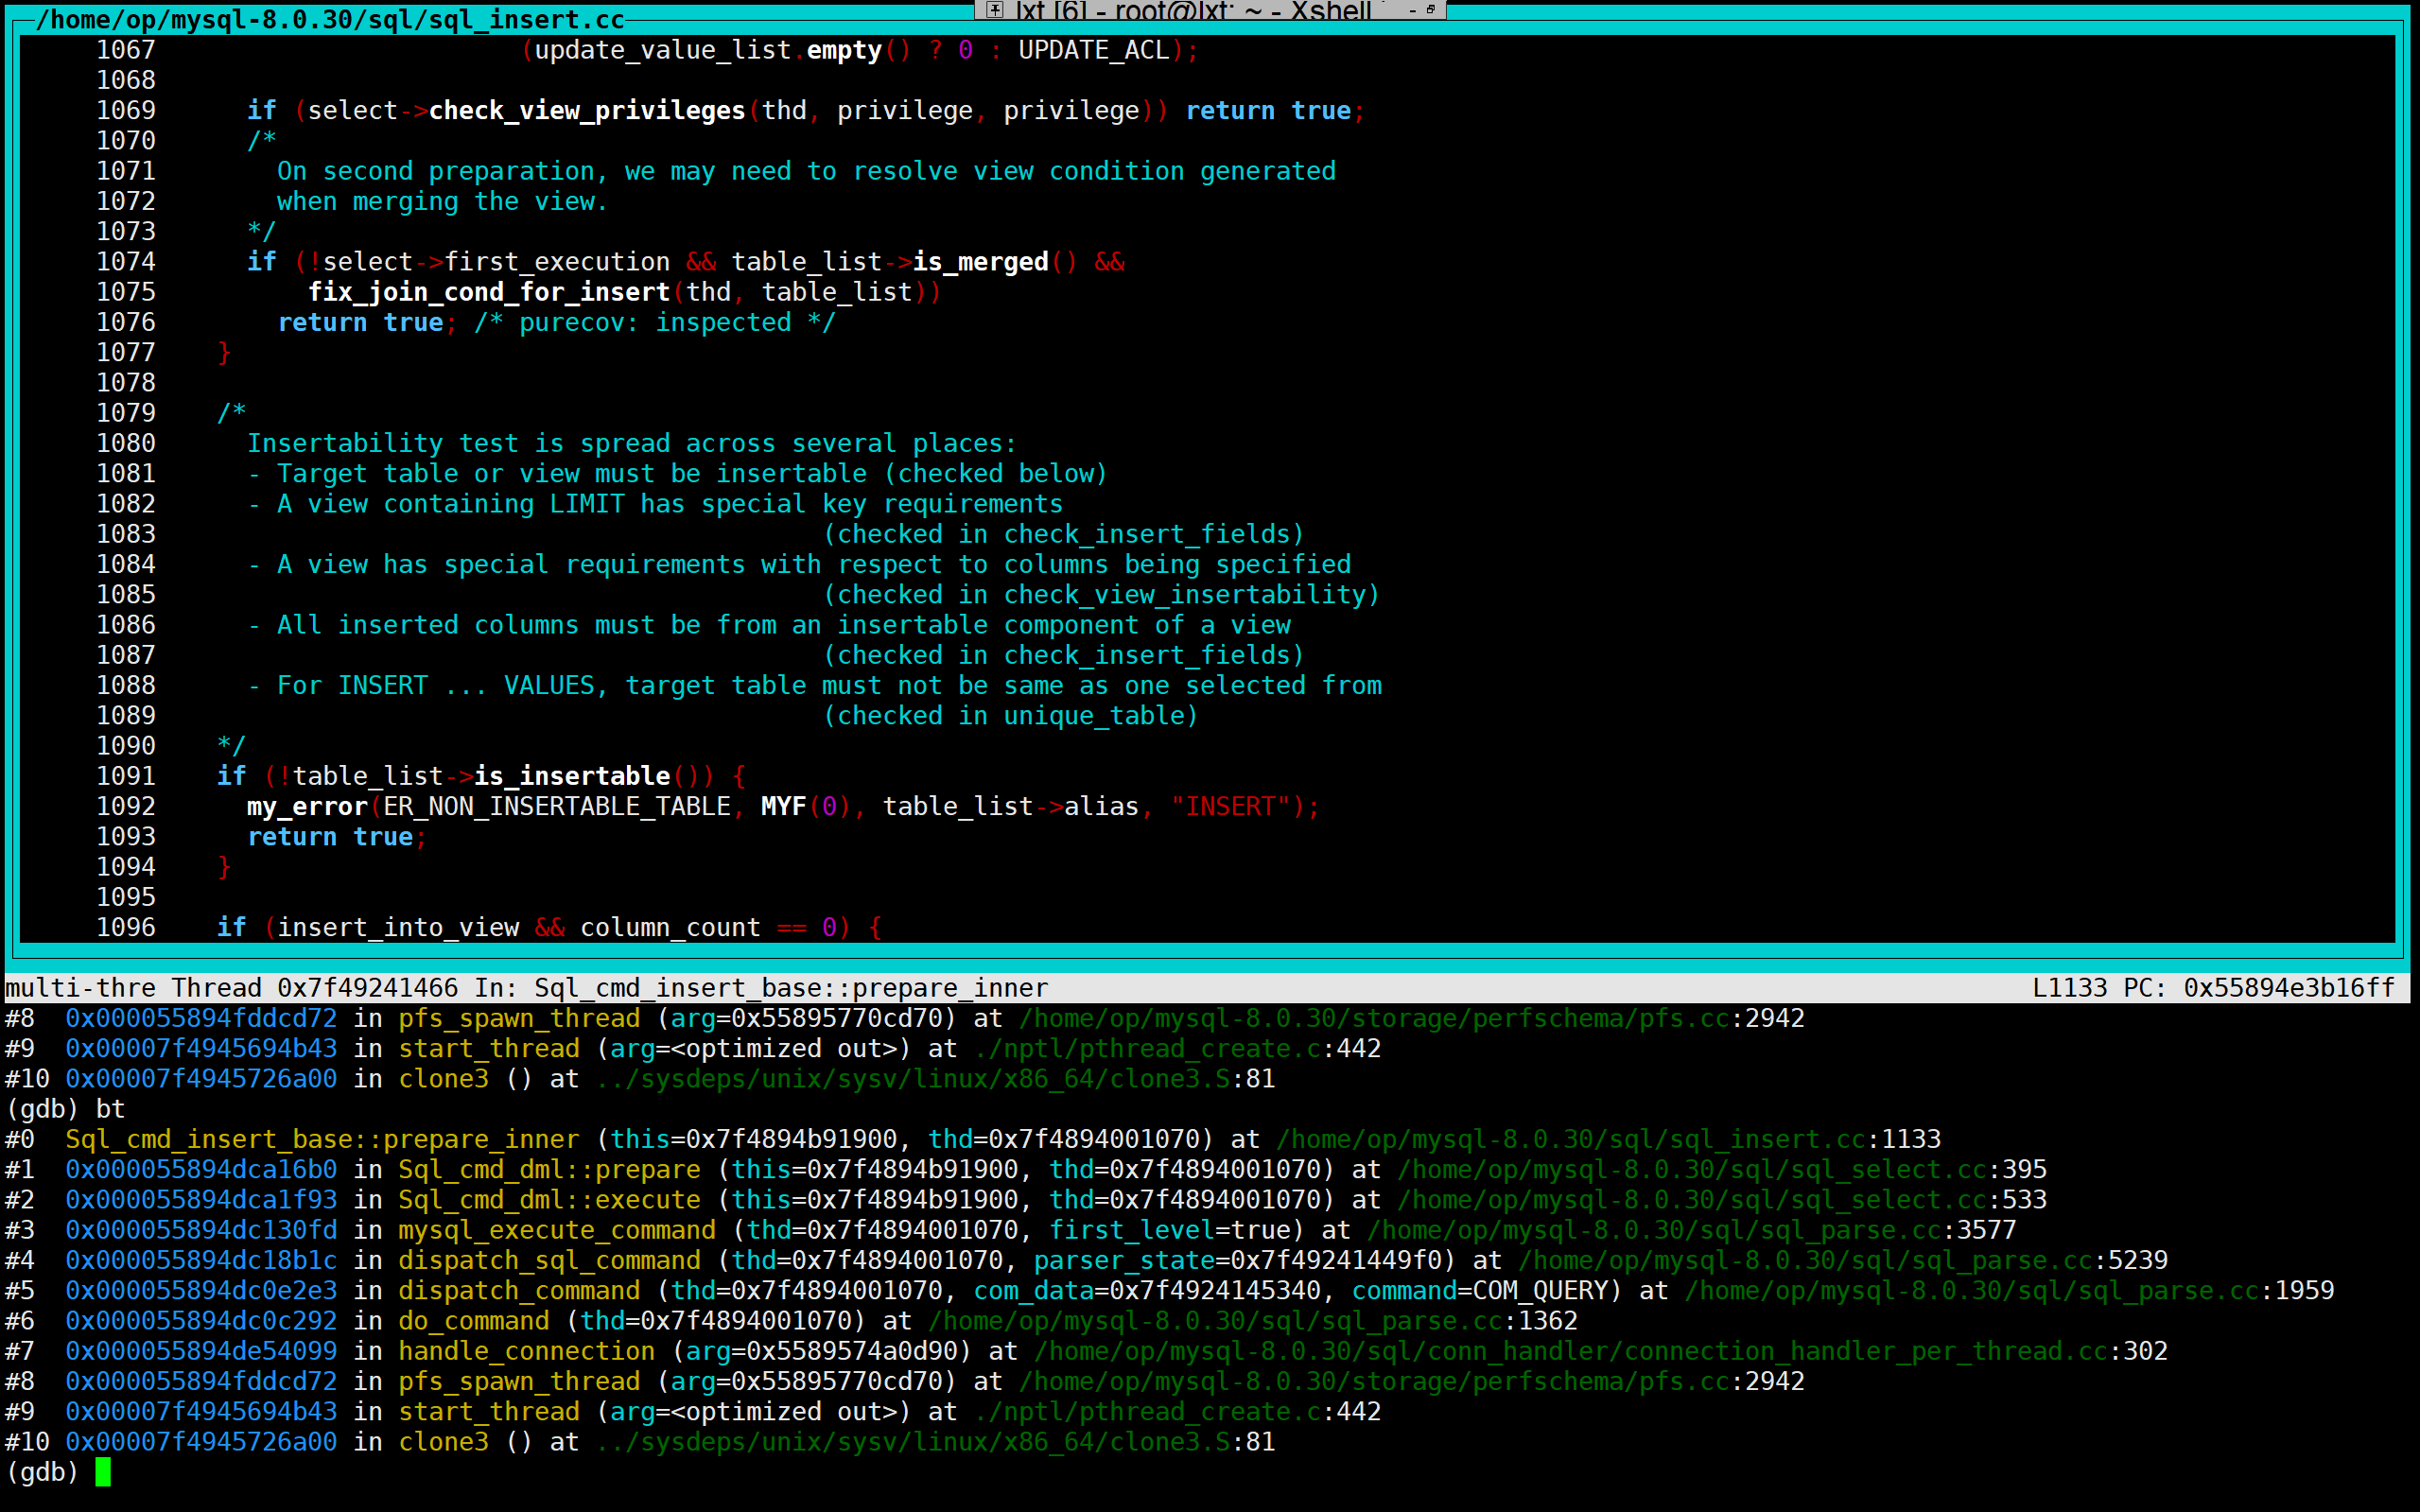 /home/op/mysql-8.0.30/sql/sql_insert.cc
lxt [6] - root@lxt: ~ - Xshell
1067                        (update_value_list.empty() ? 0 : UPDATE_ACL);
1068
1069      if (select->check_view_privileges(thd, privilege, privilege)) return true;
1070      /*
1071        On second preparation, we may need to resolve view condition generated
1072        when merging the view.
1073      */
1074      if (!select->first_execution && table_list->is_merged() &&
1075          fix_join_cond_for_insert(thd, table_list))
1076        return true; /* purecov: inspected */
1077    }
1078
1079    /*
1080      Insertability test is spread across several places:
1081      - Target table or view must be insertable (checked below)
1082      - A view containing LIMIT has special key requirements
1083                                            (checked in check_insert_fields)
1084      - A view has special requirements with respect to columns being specified
1085                                            (checked in check_view_insertability)
1086      - All inserted columns must be from an insertable component of a view
1087                                            (checked in check_insert_fields)
1088      - For INSERT ... VALUES, target table must not be same as one selected from
1089                                            (checked in unique_table)
1090    */
1091    if (!table_list->is_insertable()) {
1092      my_error(ER_NON_INSERTABLE_TABLE, MYF(0), table_list->alias, "INSERT");
1093      return true;
1094    }
1095
1096    if (insert_into_view && column_count == 0) {
multi-thre Thread 0x7f49241466 In: Sql_cmd_insert_base::prepare_inner L1133 PC: 0x55894e3b16ff
#8  0x000055894fddcd72 in pfs_spawn_thread (arg=0x55895770cd70) at /home/op/mysql-8.0.30/storage/perfschema/pfs.cc:2942
#9  0x00007f4945694b43 in start_thread (arg=<optimized out>) at ./nptl/pthread_create.c:442
#10 0x00007f4945726a00 in clone3 () at ../sysdeps/unix/sysv/linux/x86_64/clone3.S:81
(gdb) bt
#0  Sql_cmd_insert_base::prepare_inner (this=0x7f4894b91900, thd=0x7f4894001070) at /home/op/mysql-8.0.30/sql/sql_insert.cc:1133
#1  0x000055894dca16b0 in Sql_cmd_dml::prepare (this=0x7f4894b91900, thd=0x7f4894001070) at /home/op/mysql-8.0.30/sql/sql_select.cc:395
#2  0x000055894dca1f93 in Sql_cmd_dml::execute (this=0x7f4894b91900, thd=0x7f4894001070) at /home/op/mysql-8.0.30/sql/sql_select.cc:533
#3  0x000055894dc130fd in mysql_execute_command (thd=0x7f4894001070, first_level=true) at /home/op/mysql-8.0.30/sql/sql_parse.cc:3577
#4  0x000055894dc18b1c in dispatch_sql_command (thd=0x7f4894001070, parser_state=0x7f49241449f0) at /home/op/mysql-8.0.30/sql/sql_parse.cc:5239
#5  0x000055894dc0e2e3 in dispatch_command (thd=0x7f4894001070, com_data=0x7f4924145340, command=COM_QUERY) at /home/op/mysql-8.0.30/sql/sql_parse.cc:1959
#6  0x000055894dc0c292 in do_command (thd=0x7f4894001070) at /home/op/mysql-8.0.30/sql/sql_parse.cc:1362
#7  0x000055894de54099 in handle_connection (arg=0x5589574a0d90) at /home/op/mysql-8.0.30/sql/conn_handler/connection_handler_per_thread.cc:302
#8  0x000055894fddcd72 in pfs_spawn_thread (arg=0x55895770cd70) at /home/op/mysql-8.0.30/storage/perfschema/pfs.cc:2942
#9  0x00007f4945694b43 in start_thread (arg=<optimized out>) at ./nptl/pthread_create.c:442
#10 0x00007f4945726a00 in clone3 () at ../sysdeps/unix/sysv/linux/x86_64/clone3.S:81
(gdb)